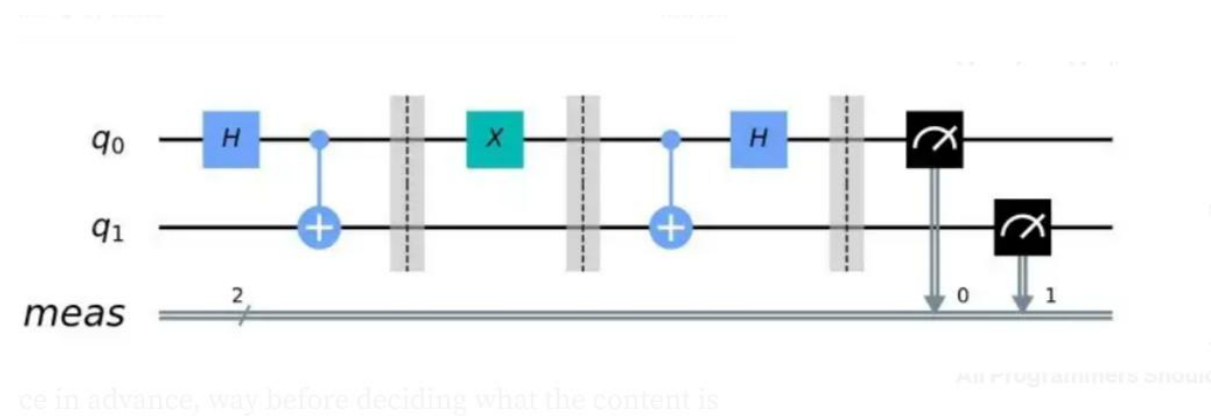 H X H
q0
q1
2 0 1
meas
All Programmers Should
ce in advance, way before deciding what the content is